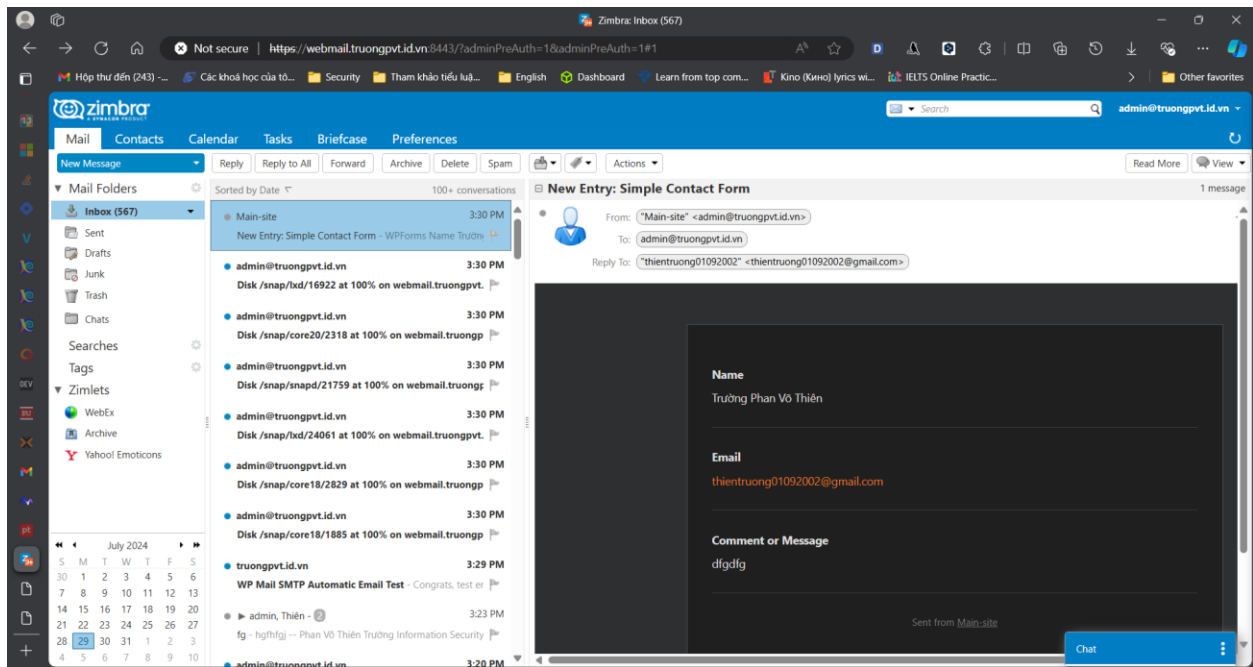 Zimbra: Inbox (567)
Not secure
https://webmail.truongpvt.id.vn:8443/?adminPreAuth=1&adminPreAuth=1#1
Hộp thư đến (243) -...
Các khoá học của tô...
Security
Tham khảo tiểu luậ...
English
Dashboard
Learn from top com...
Kino (Кино) lyrics wi...
IELTS Online Practic...
Other favorites
zimbra
A SYNACOR PRODUCT
Search
admin@truongpvt.id.vn
Mail Contacts Calendar Tasks Briefcase Preferences
New Message
Reply Reply to All Forward Archive Delete Spam Actions
Read More View
Mail Folders
Inbox (567)
Sent
Drafts
Junk
Trash
Chats
Searches
Tags
Zimlets
WebEx
Archive
Yahoo! Emoticons
July 2024
S M T W T F S
30 1 2 3 4 5 6
7 8 9 10 11 12 13
14 15 16 17 18 19 20
21 22 23 24 25 26 27
28 29 30 31 1 2 3
4 5 6 7 8 9 10
Sorted by Date 100+ conversations
Main-site 3:30 PM
New Entry: Simple Contact Form - WPForms Name Trườn
admin@truongpvt.id.vn 3:30 PM
Disk /snap/lxd/16922 at 100% on webmail.truongpvt.
admin@truongpvt.id.vn 3:30 PM
Disk /snap/core20/2318 at 100% on webmail.truongp
admin@truongpvt.id.vn 3:30 PM
Disk /snap/snapd/21759 at 100% on webmail.truong
admin@truongpvt.id.vn 3:30 PM
Disk /snap/lxd/24061 at 100% on webmail.truongpvt.
admin@truongpvt.id.vn 3:30 PM
Disk /snap/core18/2829 at 100% on webmail.truongp
admin@truongpvt.id.vn 3:30 PM
Disk /snap/core18/1885 at 100% on webmail.truongp
truongpvt.id.vn 3:29 PM
WP Mail SMTP Automatic Email Test - Congrats, test er
admin, Thiên - 2 3:23 PM
fg - hgfhfgj -- Phan Võ Thiên Trường Information Security
admin@truongpvt.id.vn 3:20 PM
New Entry: Simple Contact Form
1 message
From: "Main-site" <admin@truongpvt.id.vn>
To: admin@truongpvt.id.vn
Reply To: "thientruong01092002" <thientruong01092002@gmail.com>
Name
Trường Phan Võ Thiên
Email
thientruong01092002@gmail.com
Comment or Message
dfgdfg
Sent from Main-site
Chat